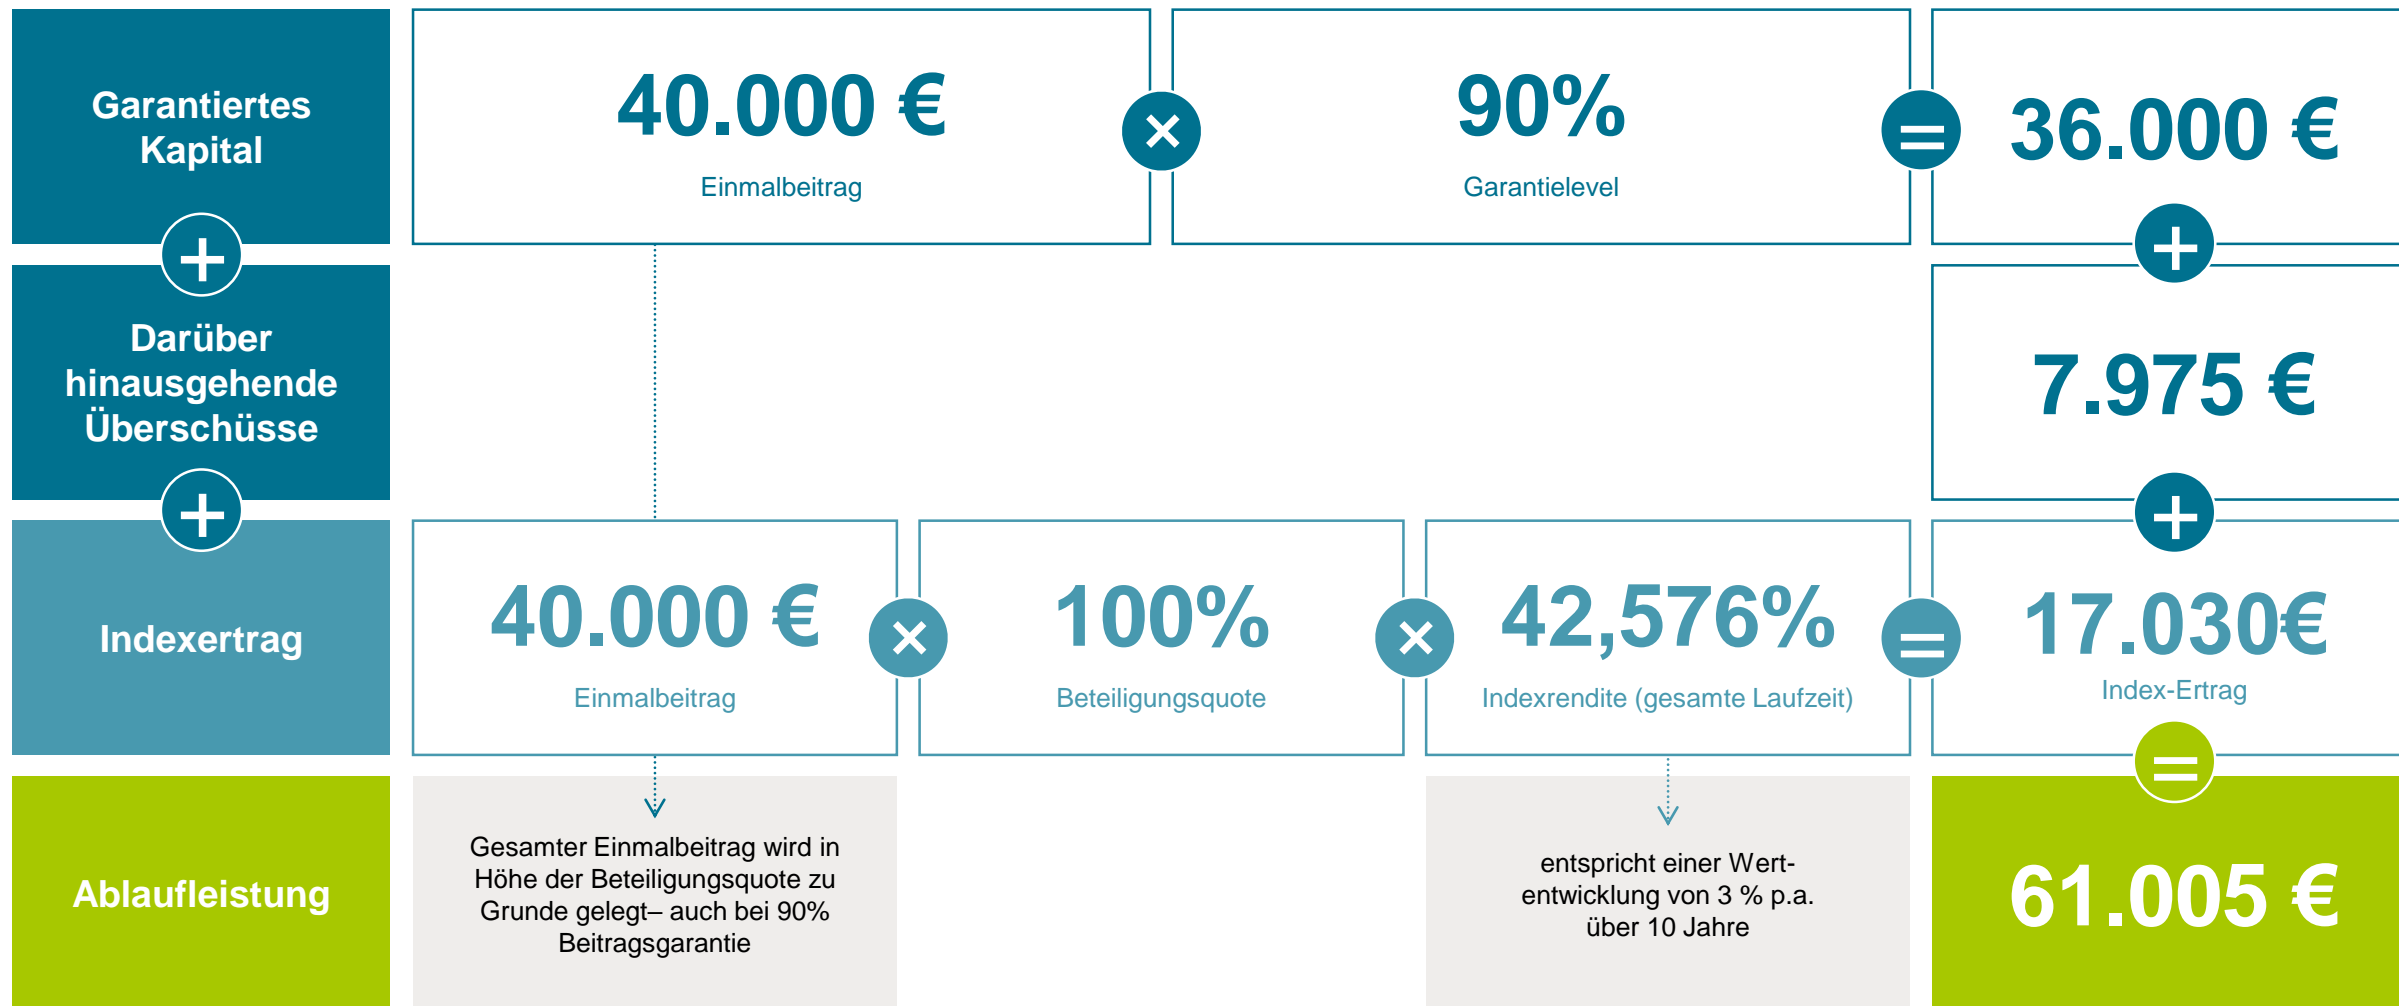 Garantiertes
Kapital
40.000 €
Einmalbeitrag
×
90%
Garantielevel
=
36.000 €
+
+
Darüber
hinausgehende
Überschüsse
7.975 €
+
+
Indexertrag
40.000 €
Einmalbeitrag
×
100%
Beteiligungsquote
×
42,576%
Indexrendite (gesamte Laufzeit)
=
17.030€
Index-Ertrag
=
Ablaufleistung
Gesamter Einmalbeitrag wird in
Höhe der Beteiligungsquote zu
Grunde gelegt– auch bei 90%
Beitragsgarantie
entspricht einer Wert-
entwicklung von 3 % p.a.
über 10 Jahre
61.005 €